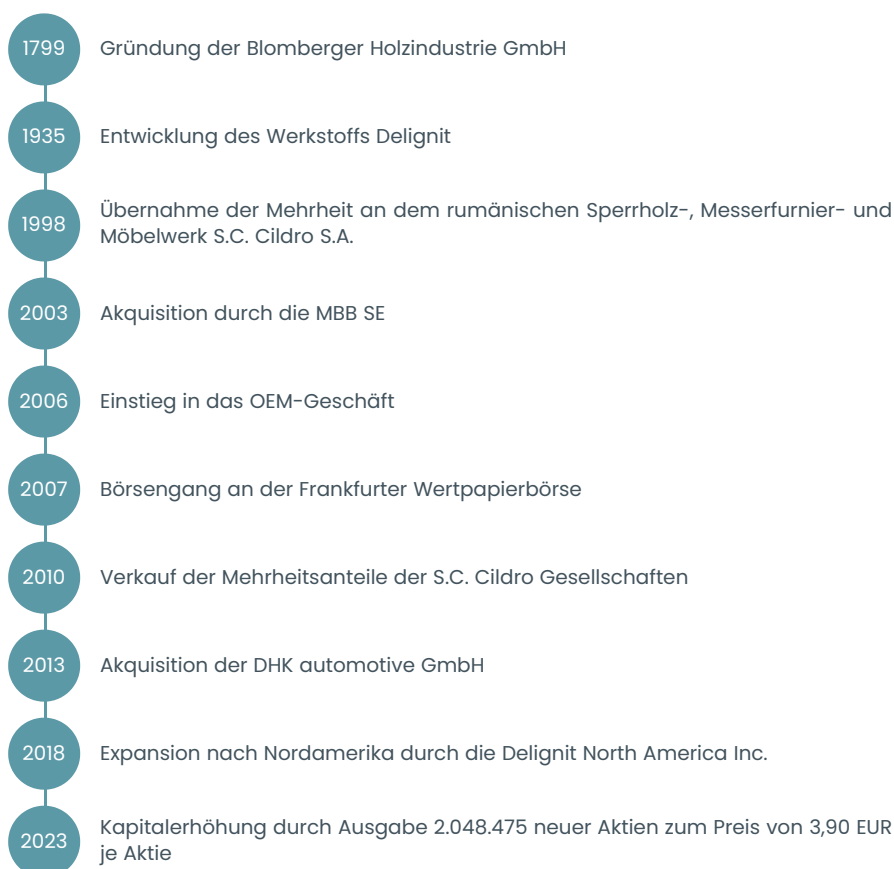 1799 Gründung der Blomberger Holzindustrie GmbH
1935 Entwicklung des Werkstoffs Delignit
1998 Übernahme der Mehrheit an dem rumänischen Sperrholz-, Messerfurnier- und
Möbelwerk S.C. Cildro S.A.
2003 Akquisition durch die MBB SE
2006 Einstieg in das OEM-Geschäft
2007 Börsengang an der Frankfurter Wertpapierbörse
2010 Verkauf der Mehrheitsanteile der S.C. Cildro Gesellschaften
2013 Akquisition der DHK automotive GmbH
2018 Expansion nach Nordamerika durch die Delignit North America Inc.
2023 Kapitalerhöhung durch Ausgabe 2.048.475 neuer Aktien zum Preis von 3,90 EUR
je Aktie